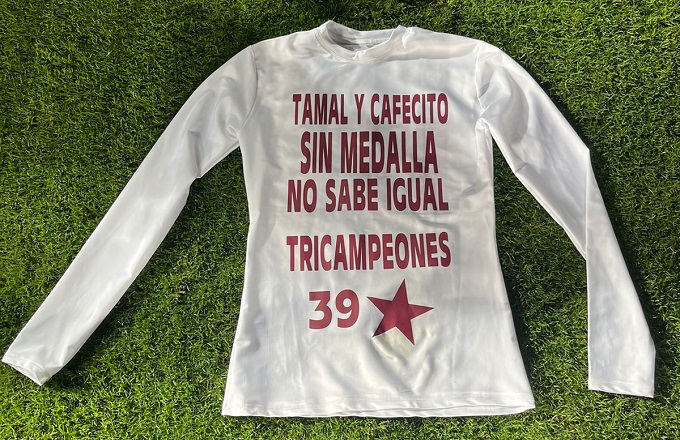 TAMAL Y CAFECITO
SIN MEDALLA
NO SABE IGUAL
TRICAMPEONES
39